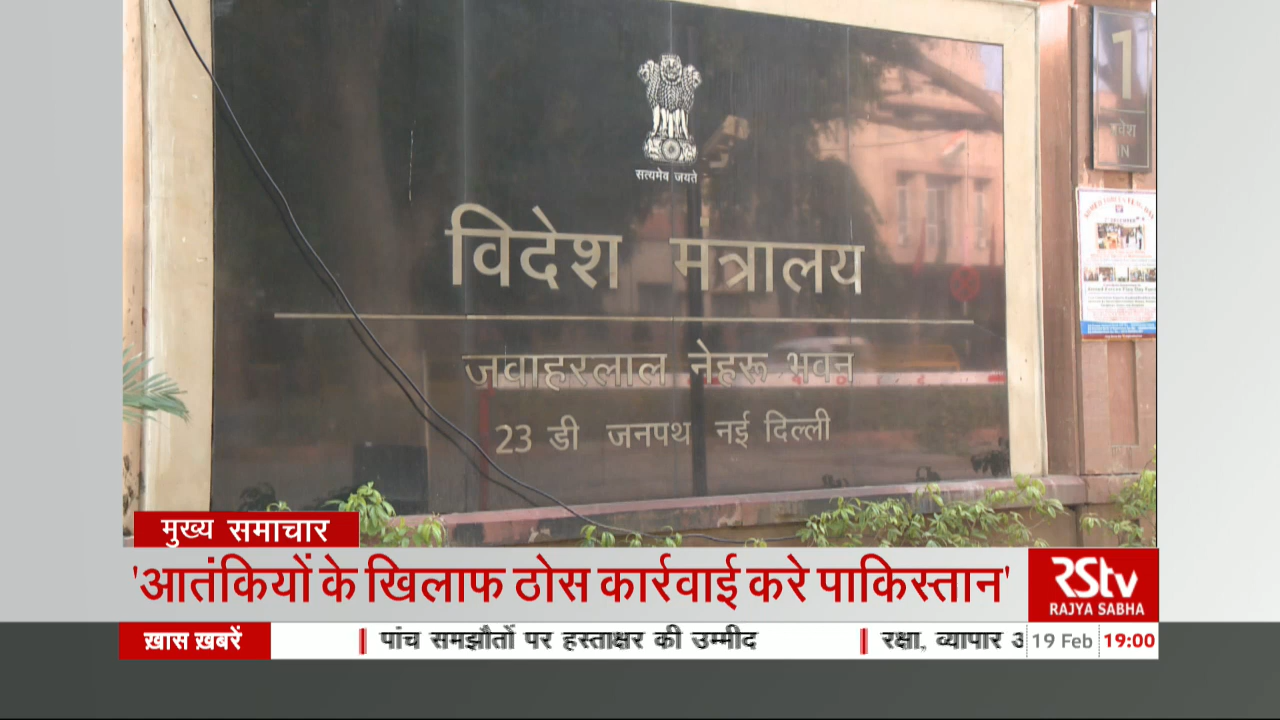 सत्यमेव जयते
विदेश मंत्रालय
जवाहरलाल नेहरू भवन
23 डी जनपथ नई दिल्ली
1
मुख्य समाचार
'आतंकियों के खिलाफ ठोस कार्रवाई करे पाकिस्तान'
RStv
RAJYA SABHA
ख़ास ख़बरें
पांच समझौतों पर हस्ताक्षर की उम्मीद
रक्षा, व्यापार
19 Feb
19:00